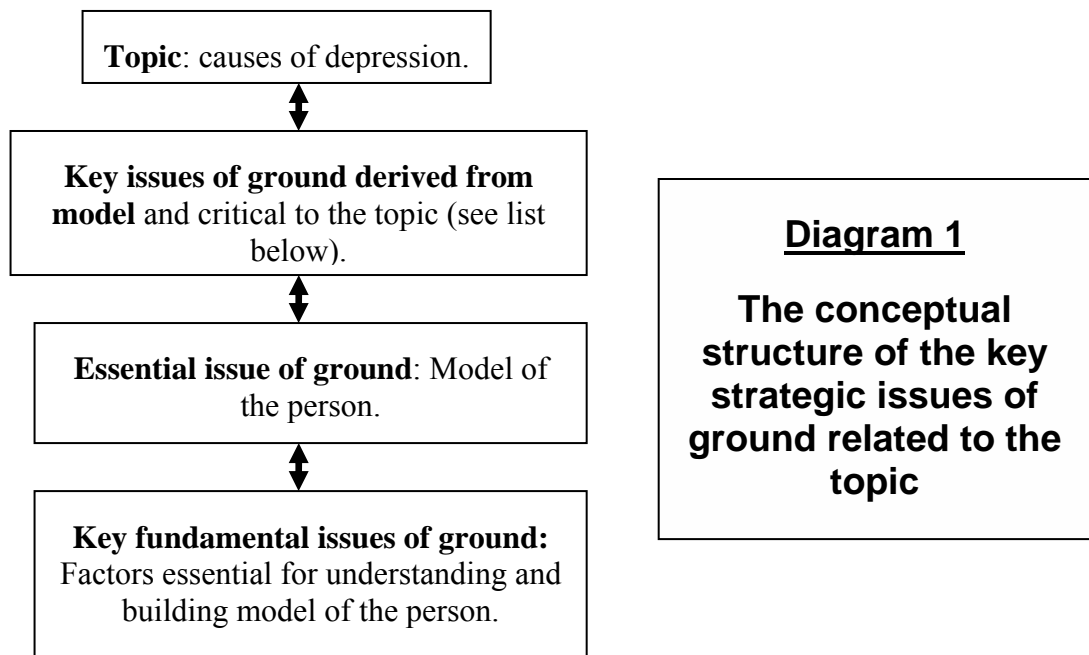 Topic: causes of depression.
Key issues of ground derived from
model and critical to the topic (see list
below).
Essential issue of ground: Model of
the person.
Key fundamental issues of ground:
Factors essential for understanding and
building model of the person.
Diagram 1
The conceptual
structure of the key
strategic issues of
ground related to the
topic